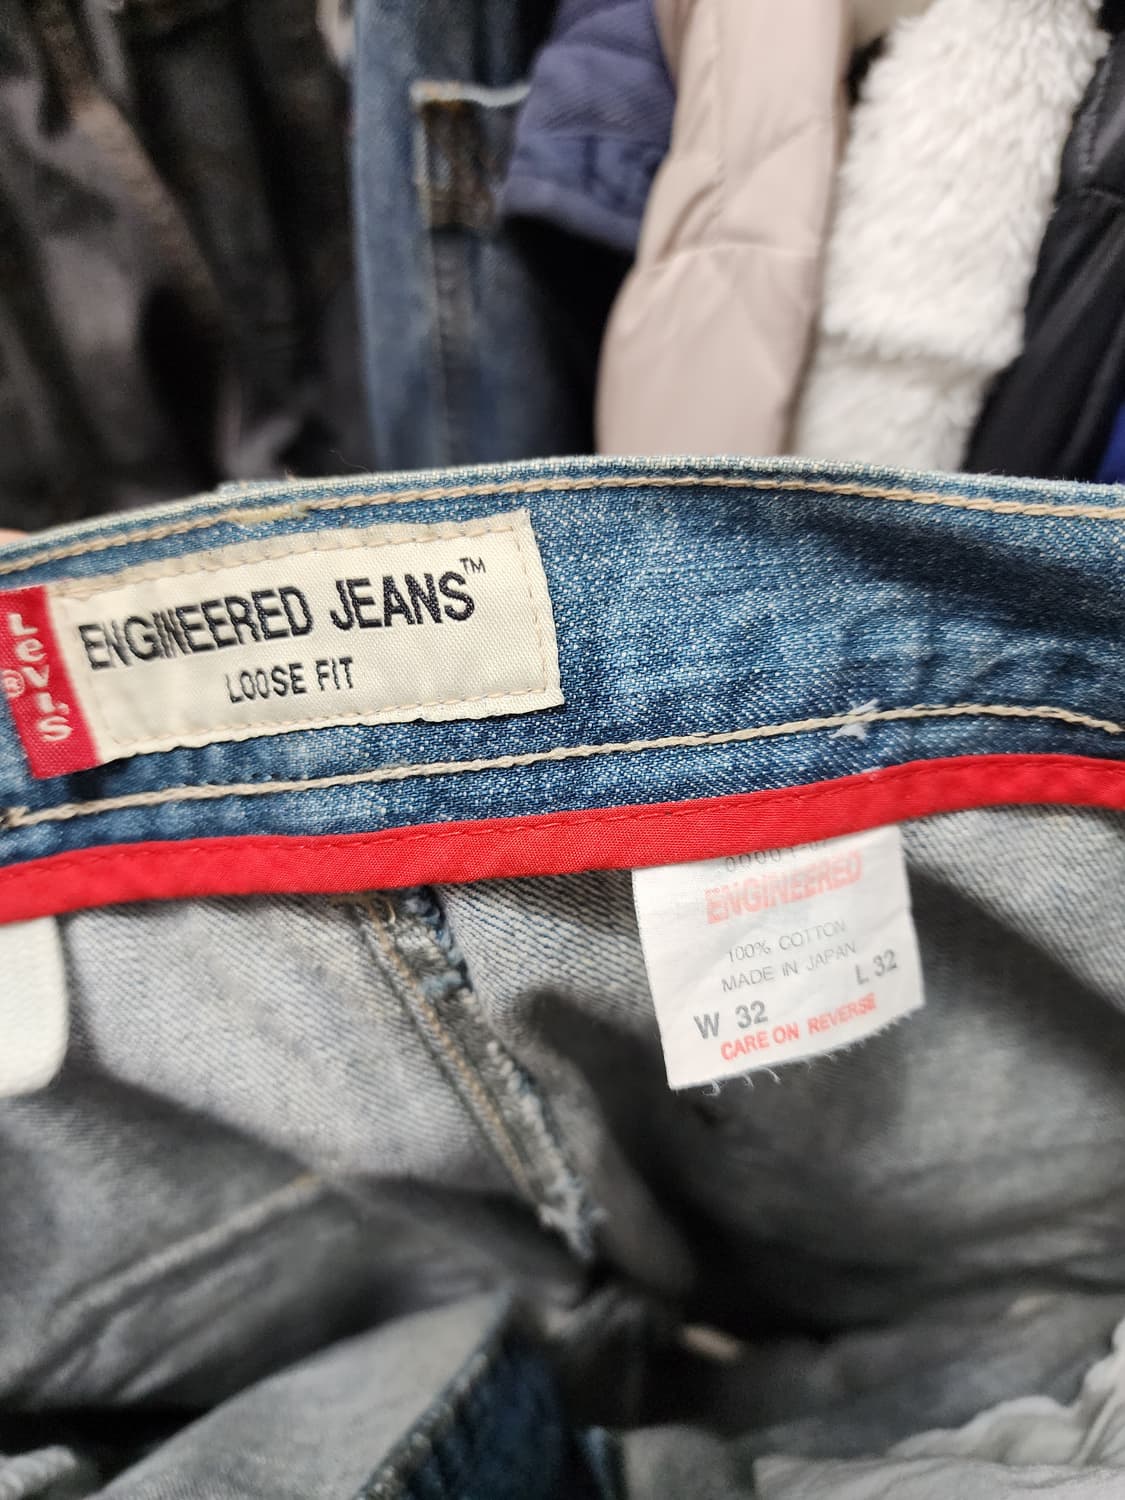 Levi's ®
ENGINEERED JEANS™
LOOSE FIT
ENGINEERED
100% COTTON
MADE IN JAPAN
W 32 L 32
CARE ON REVERSE